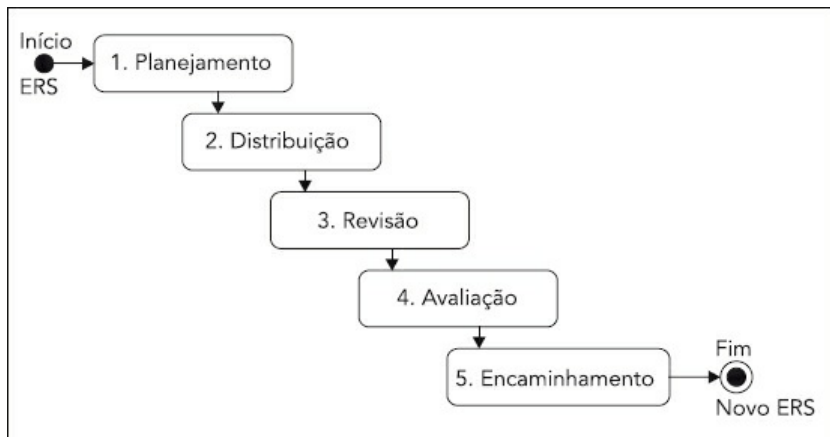 Início
ERS
1. Planejamento
2. Distribuição
3. Revisão
4. Avaliação
5. Encaminhamento
Fim
Novo ERS